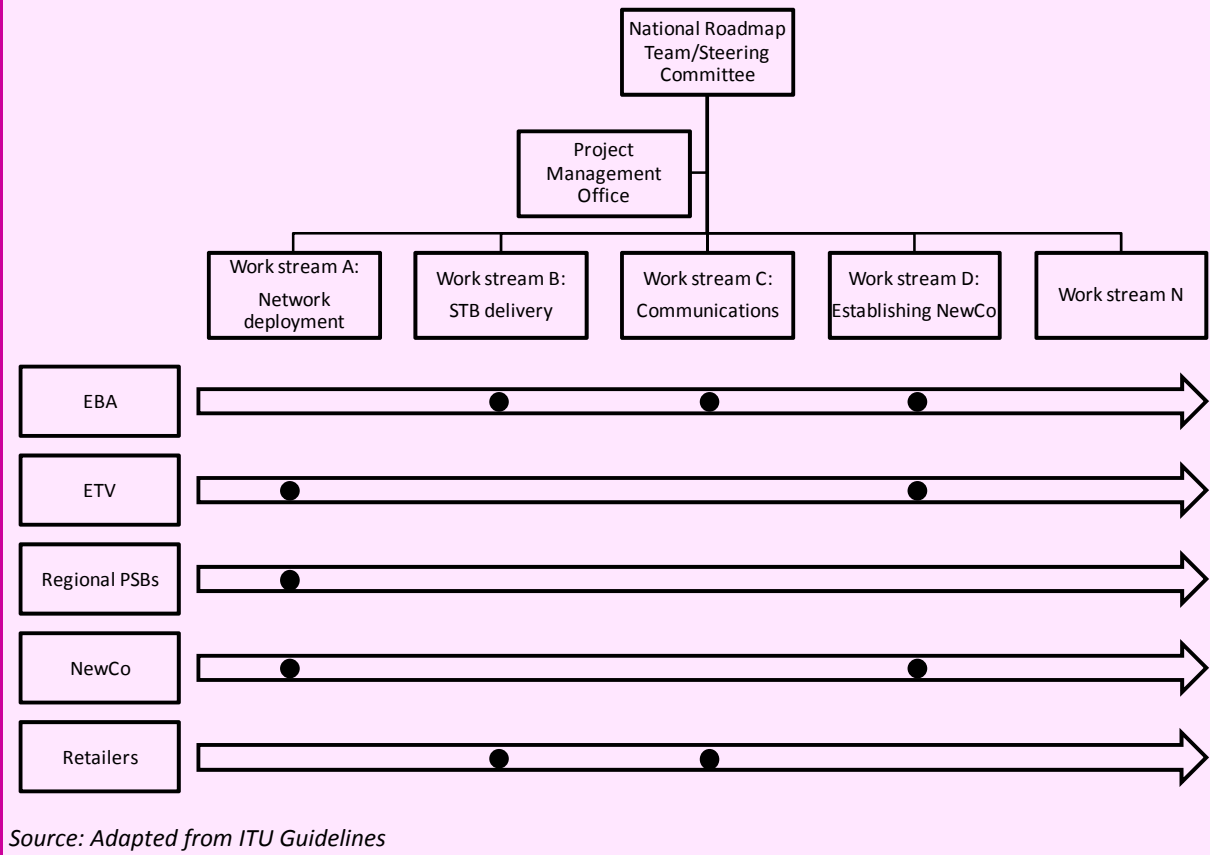 National Roadmap
Team/Steering
Committee
Project
Management
Office
Work stream A:
Network
deployment
Work stream B:
STB delivery
Work stream C:
Communications
Work stream D:
Establishing NewCo
Work stream N
EBA
ETV
Regional PSBs
NewCo
Retailers
Source: Adapted from ITU Guidelines